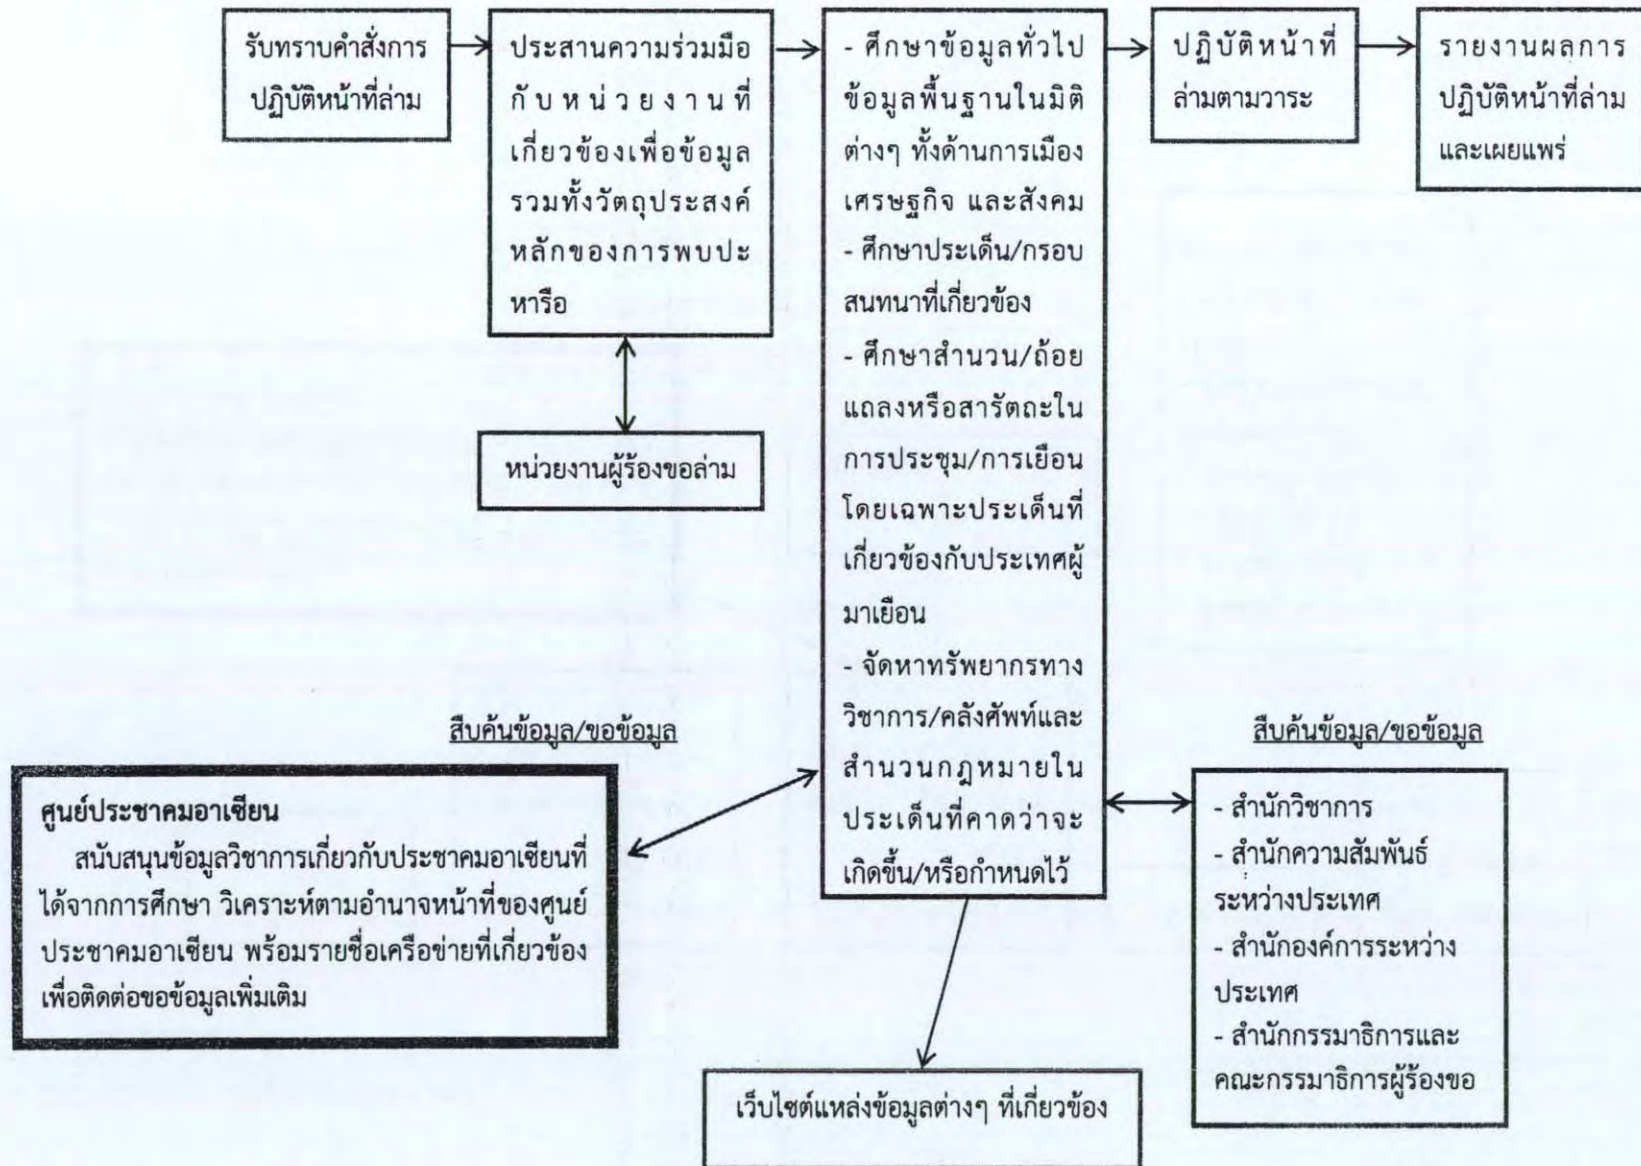 รับทราบคำสั่งการ
ปฏิบัติหน้าที่ล่าม
ประสานความร่วมมือ
กับหน่วยงานที่
เกี่ยวข้องเพื่อข้อมูล
รวมทั้งวัตถุประสงค์
หลักของการพบปะ
หารือ
หน่วยงานผู้ร้องขอล่าม
- ศึกษาข้อมูลทั่วไป
ข้อมูลพื้นฐานในมิติ
ต่างๆ ทั้งด้านการเมือง
เศรษฐกิจ และสังคม
- ศึกษาประเด็น/กรอบ
สนทนาที่เกี่ยวข้อง
- ศึกษาสำนวน/ถ้อย
แถลงหรือสารัตถะใน
การประชุม/การเยือน
โดยเฉพาะประเด็นที่
เกี่ยวข้องกับประเทศผู้
มาเยือน
- จัดหาทรัพยากรทาง
วิชาการ/คลังศัพท์และ
สำนวนกฎหมายใน
ประเด็นที่คาดว่าจะ
เกิดขึ้น/หรือกำหนดไว้
ปฏิบัติหน้าที่
ล่ามตามวาระ
รายงานผลการ
ปฏิบัติหน้าที่ล่าม
และเผยแพร่
สืบค้นข้อมูล/ขอข้อมูล
ศูนย์ประชาคมอาเซียน
สนับสนุนข้อมูลวิชาการเกี่ยวกับประชาคมอาเซียนที่
ได้จากการศึกษา วิเคราะห์ตามอำนาจหน้าที่ของศูนย์
ประชาคมอาเซียน พร้อมรายชื่อเครือข่ายที่เกี่ยวข้อง
เพื่อติดต่อขอข้อมูลเพิ่มเติม
สืบค้นข้อมูล/ขอข้อมูล
- สำนักวิชาการ
- สำนักความสัมพันธ์
ระหว่างประเทศ
- สำนักองค์การระหว่าง
ประเทศ
- สำนักกรรมาธิการและ
คณะกรรมาธิการผู้ร้องขอ
เว็บไซต์แหล่งข้อมูลต่างๆ ที่เกี่ยวข้อง